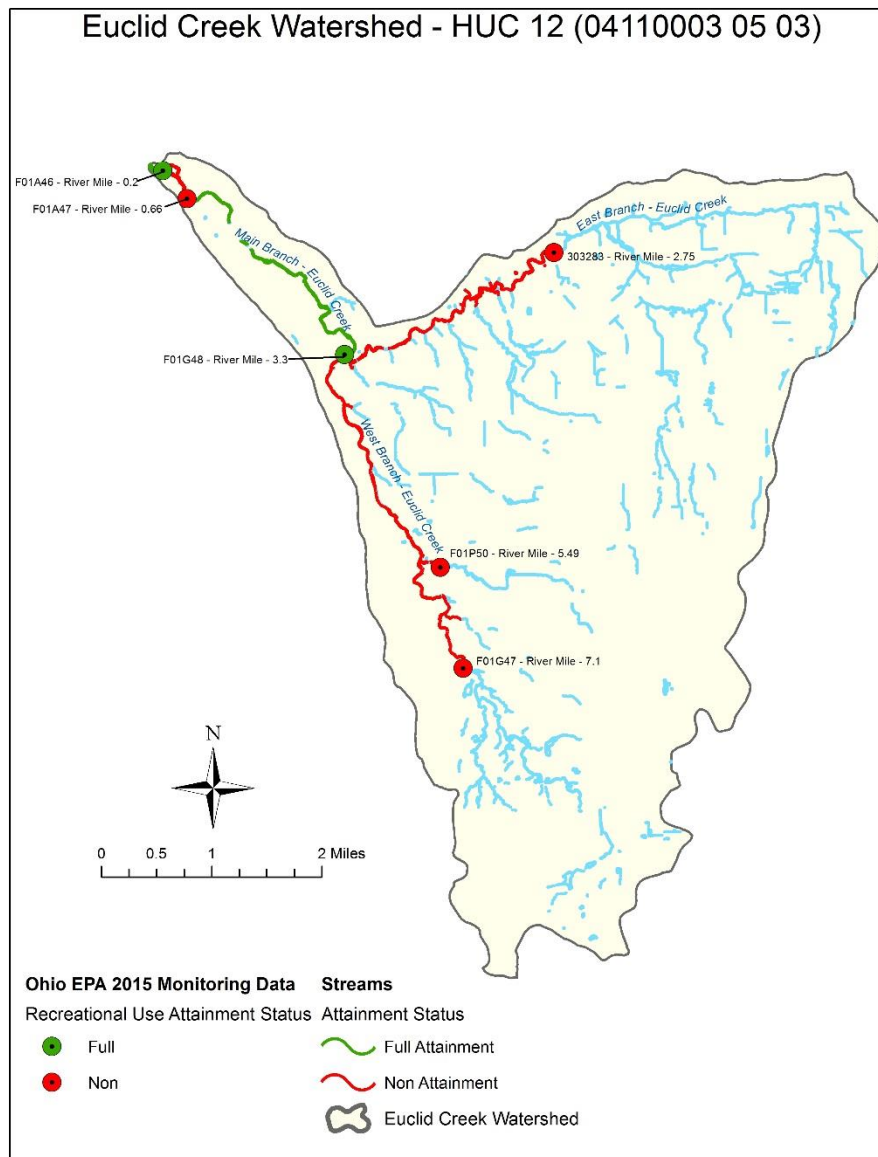 Euclid Creek Watershed - HUC 12 (04110003 05 03)
F01A46 - River Mile - 0.2
F01A47 - River Mile - 0.66
Main Branch - Euclid Creek
East Branch - Euclid Creek
303283 - River Mile - 2.75
F01G48 - River Mile - 3.3
West Branch - Euclid Creek
F01P50 - River Mile - 5.49
F01G47 - River Mile - 7.1
N
0 0.5 1 2 Miles
Ohio EPA 2015 Monitoring Data
Recreational Use Attainment Status
Full
Non
Streams
Attainment Status
Full Attainment
Non Attainment
Euclid Creek Watershed